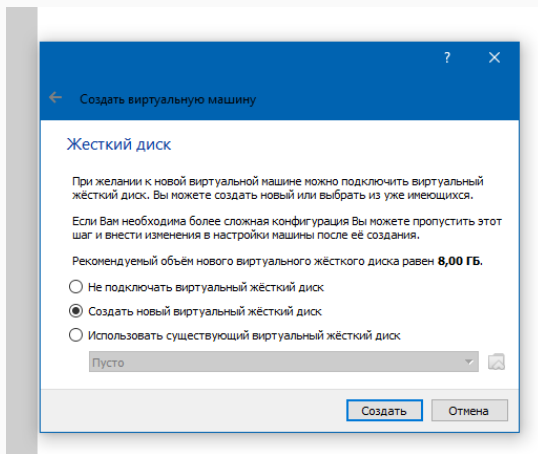 Создать виртуальную машину
Жесткий диск
При желании к новой виртуальной машине можно подключить виртуальный
жёсткий диск. Вы можете создать новый или выбрать из уже имеющихся.
Если Вам необходима более сложная конфигурация Вы можете пропустить этот
шаг и внести изменения в настройки машины после её создания.
Рекомендуемый объём нового виртуального жёсткого диска равен 8,00 ГБ.
Не подключать виртуальный жёсткий диск
Создать новый виртуальный жёсткий диск
Использовать существующий виртуальный жёсткий диск
Пусто
Создать Отмена